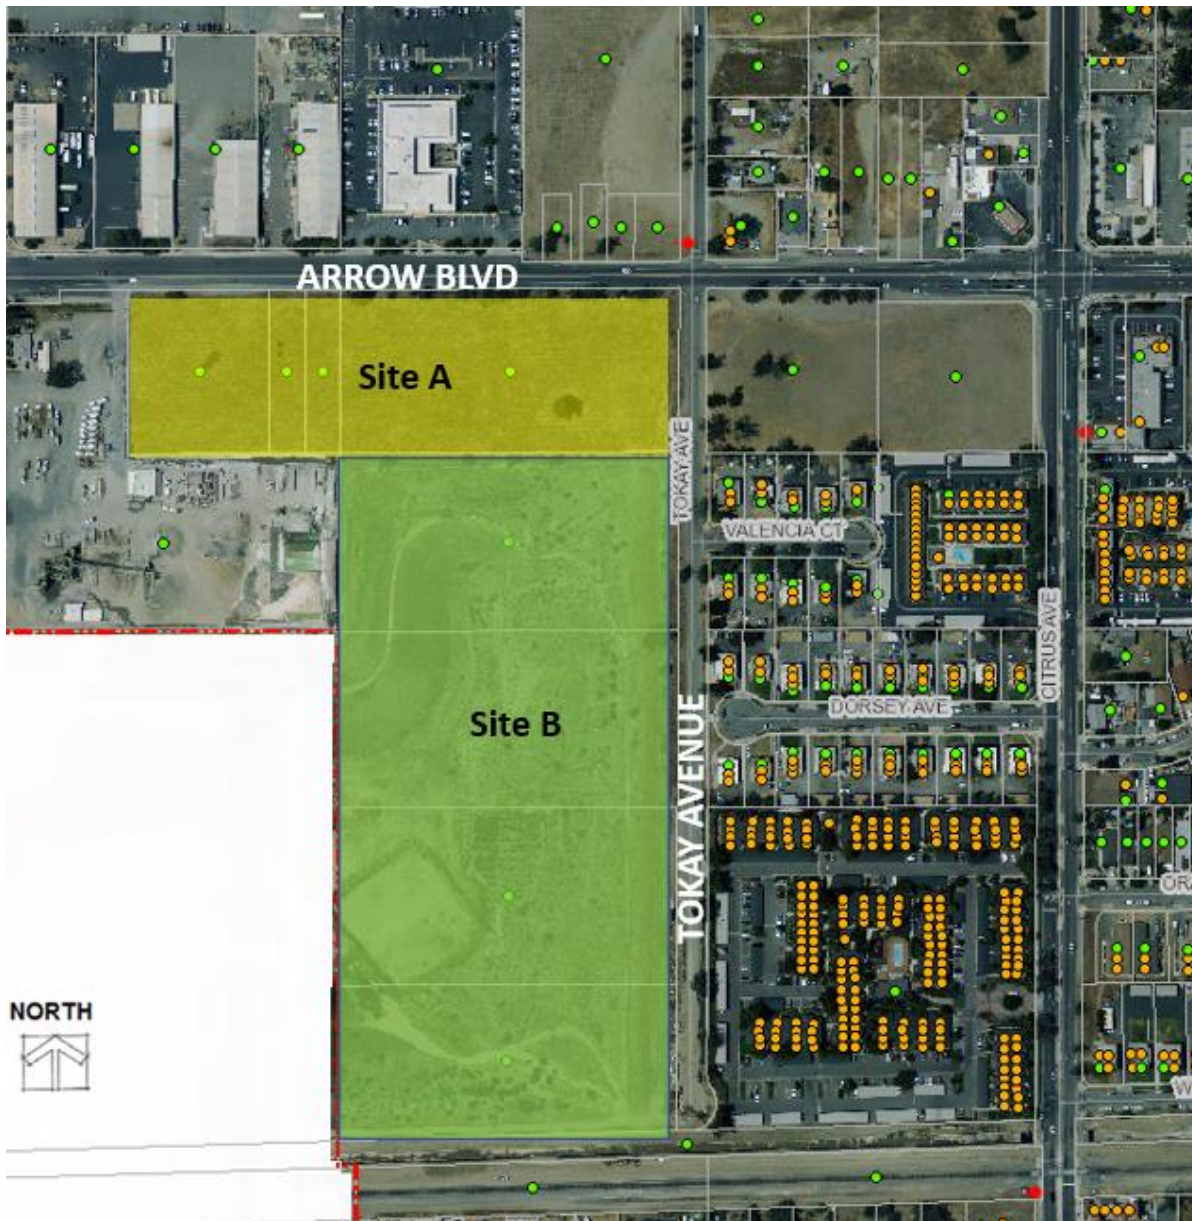 ARROW BLVD
Site A
TOKAY AVE
VALENCIA CT
CITRUS AVE
DORSEY AVE
Site B
TOKAY AVENUE
NORTH